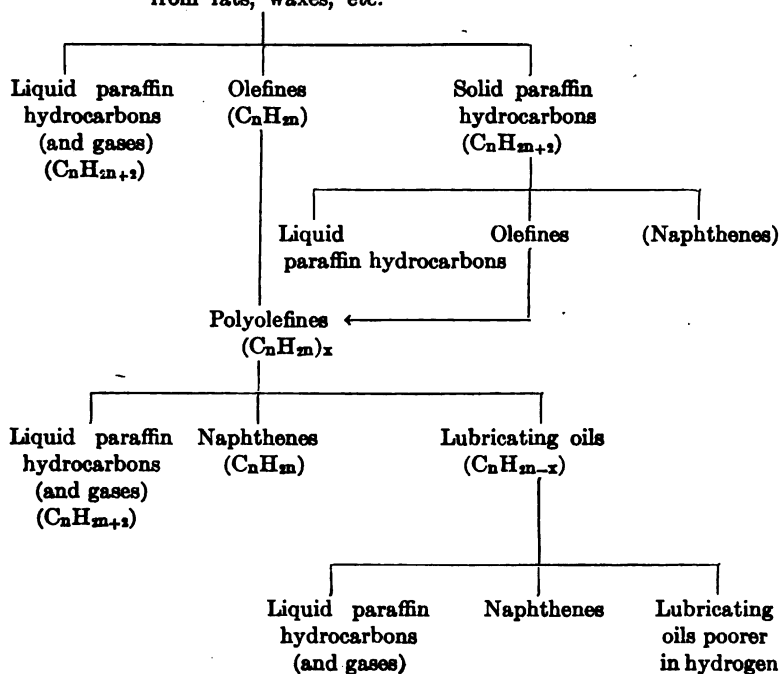 from fats, waxes, etc.
Liquid paraffin Olefines Solid paraffin
hydrocarbons (CₙH₂ₙ) hydrocarbons
(and gases) (CₙH₂ₙ₊₂)
(CₙH₂ₙ₊₂)
Liquid Olefines (Naphthenes)
paraffin hydrocarbons
Polyolefines
(CₙH₂ₙ)ₓ
Liquid paraffin Naphthenes Lubricating oils
hydrocarbons (CₙH₂ₙ) (CₙH₂ₙ₋ₓ)
(and gases)
(CₙH₂ₙ₊₂)
Liquid paraffin Naphthenes Lubricating
hydrocarbons oils poorer
(and gases) in hydrogen